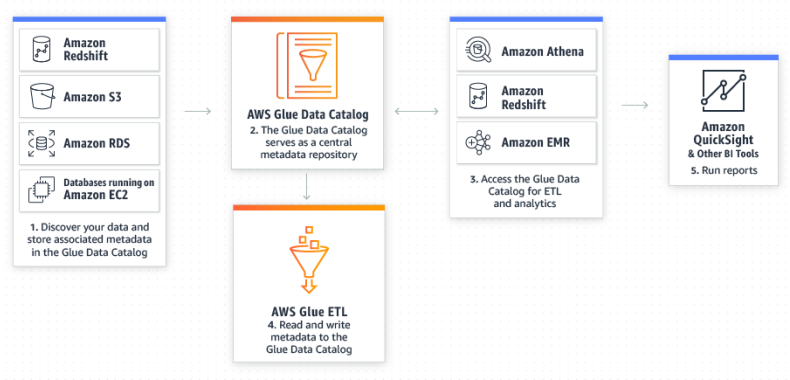 Amazon
Redshift
Amazon S3
Amazon RDS
Databases running on
Amazon EC2
1. Discover your data and
store associated metadata
in the Glue Data Catalog
AWS Glue Data Catalog
2. The Glue Data Catalog
serves as a central
metadata repository
AWS Glue ETL
4. Read and write
metadata to the
Glue Data Catalog
Amazon Athena
Amazon
Redshift
Amazon EMR
3. Access the Glue Data
Catalog for ETL
and analytics
Amazon
QuickSight
& Other BI Tools
5. Run reports